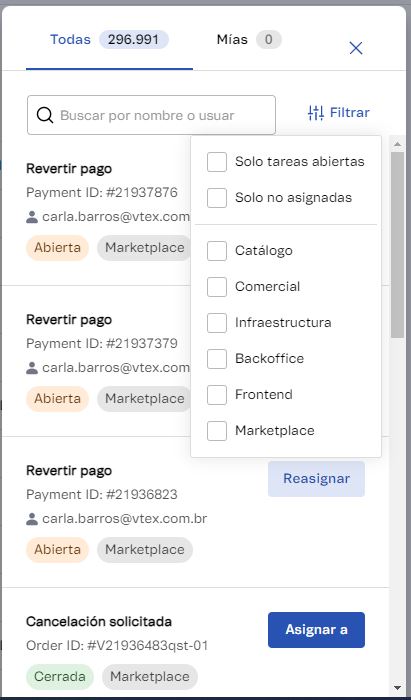 Todas 296.991 Mías 0
Buscar por nombre o usuar
Filtrar
Solo tareas abiertas
Solo no asignadas
Catálogo
Comercial
Infraestructura
Backoffice
Frontend
Marketplace
Revertir pago
Payment ID: #21937876
carla.barros@vtex.com
Abierta Marketplace
Revertir pago
Payment ID: #21937379
carla.barros@vtex.com
Abierta Marketplace
Revertir pago
Reasignar
Payment ID: #21936823
carla.barros@vtex.com.br
Abierta Marketplace
Cancelación solicitada
Asignar a
Order ID: #V21936483qst-01
Cerrada Marketplace